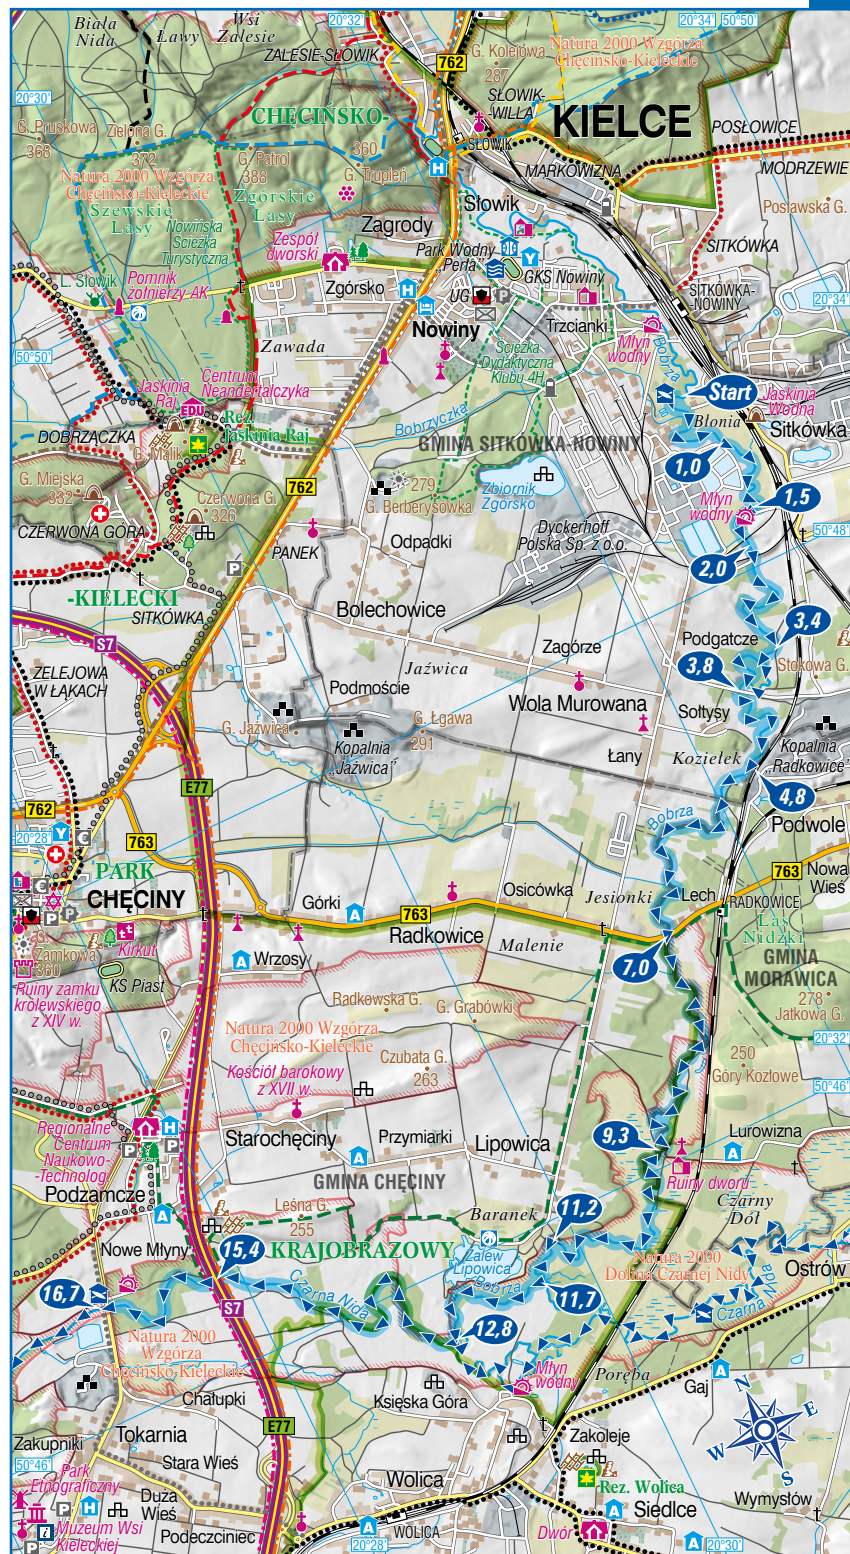 Biała
Nida
Ławy
Wsi
Zalesie
20°32'
20°34'
50°50'
ZALESIE-SŁOWIK
762
G. Kolejowa
287
Natura 2000 Wzgórza
Chęcińsko-Kieleckie
20°30'
SŁOWIK-
-WILLA
KIELCE
CHĘCIŃSKO-
G. Pruskowa
368
Zielona G.
372
G. Patrol
388
360
G. Trupień
SŁOWIK
POSŁOWICE
MARKOWIZNA
MODRZEWIE
H
Natura 2000 Wzgórza
Chęcińsko-Kieleckie
Szewskie
Lasy
Zgórskie
Lasy
Nowińska
Ścieżka
Turystyczna
Słowik
Posławska G.
Zagrody
Zespół
dworski
Park Wodny
„Perła”
Y
SITKÓWKA
GKS Nowiny
L. Słowik
Pomnik
żołnierzy AK
Zgórsko
H
UG
P
SITKÓWKA-
-NOWINY
20°34'
Nowiny
Trzcianki
Młyn
wodny
Zawada
50°50'
Ścieżka
Dydaktyczna
Klubu 4H
Bobrza
Jaskinia
Raj
Centrum
Neandertalczyka
EDU
Start
Jaskinia
Wodna
Rez.
Jaskinia Raj
Bobrzyczka
Błonia
Sitkówka
DOBRZĄCZKA
G. Malik
GMINA SITKÓWKA-NOWINY
1,0
G. Miejska
332
Czerwona G.
326
762
279
G. Berberysówka
Zbiornik
Zgórsko
Młyn
wodny
1,5
CZERWONA GÓRA
PANEK
Odpadki
Dyckerhoff
Polska Sp. z o.o.
50°48'
P
2,0
-KIELECKI
SITKÓWKA
Bolechowice
S7
Zagórze
Podgatcze
3,4
ZELEJOWA
W ŁĄKACH
Jaźwica
3,8
Stokowa G.
Podmoście
Wola Murowana
Sołtysy
G. Jaźwica
Kopalnia
„Jaźwica”
G. Łgawa
291
Łany
Koziełek
Kopalnia
„Radkowice”
E77
4,8
762
Bobrza
Podwole
20°28'
Y
€
763
PARK
763
Nowa
Wieś
CHĘCINY
Górki
A
763
Osicówka
Jesionki
Lech
RADKOWICE
€
P
P
Radkowice
Malenie
Las
Nidzki
G.
Zamkowa
360
Kirkut
A
Wrzosy
7,0
GMINA
MORAWICA
KS Piast
Ruiny zamku
królewskiego
z XIV w.
Radkowska G.
G. Grabówki
278
Jatkowa G.
Natura 2000 Wzgórza
Chęcińsko-Kieleckie
20°32'
Czubata G.
263
250
Góry Kozłowe
Kościół barokowy
z XVII w.
50°46'
Regionalne
Centrum
Naukowo-
-Technolog.
H
P
P
Starochęciny
Przymiarki
Lipowica
9,3
Lurowizna
A
A
Ruiny dworu
Podzamcze
GMINA CHĘCINY
Czarny
Dół
A
Leśna G.
255
Baranek
11,2
Nowe Młyny
15,4
KRAJOBRAZOWY
Zalew
Lipowica
Natura 2000
Dolina Czarnej Nidy
Ostrów
16,7
Czarna Nida
Bobrza
11,7
Czarna Nida
S7
12,8
Natura 2000
Wzgórza
Chęcińsko-Kieleckie
Młyn
wodny
Poręba
A
Gaj
Chałupki
Księska Góra
N
E
W
S
E77
Tokarnia
Zakupniki
Zakoleje
50°46'
Stara Wieś
Park
Etnograficzny
Wolica
Rez. Wolica
Duża
Wieś
P
H
A
Siedlce
Wymysłów
i
Muzeum Wsi
Kieleckiej
P
Podeczciniec
A
WOLICA
Dwór
A
20°28'
20°30'